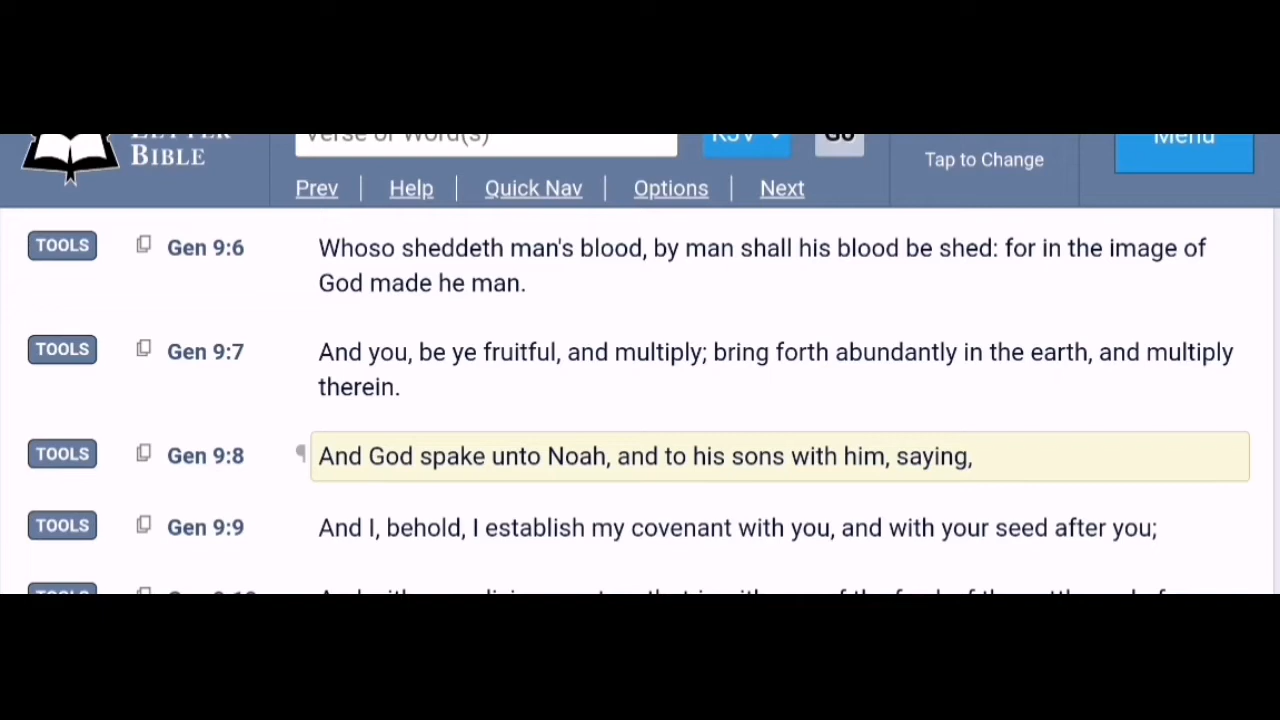 BIBLE
Tap to Change
Menu
Prev | Help | Quick Nav | Options | Next
TOOLS Gen 9:6 Whoso sheddeth man's blood, by man shall his blood be shed: for in the image of
God made he man.
TOOLS Gen 9:7 And you, be ye fruitful, and multiply; bring forth abundantly in the earth, and multiply
therein.
TOOLS Gen 9:8 ¶ And God spake unto Noah, and to his sons with him, saying,
TOOLS Gen 9:9 And I, behold, I establish my covenant with you, and with your seed after you;